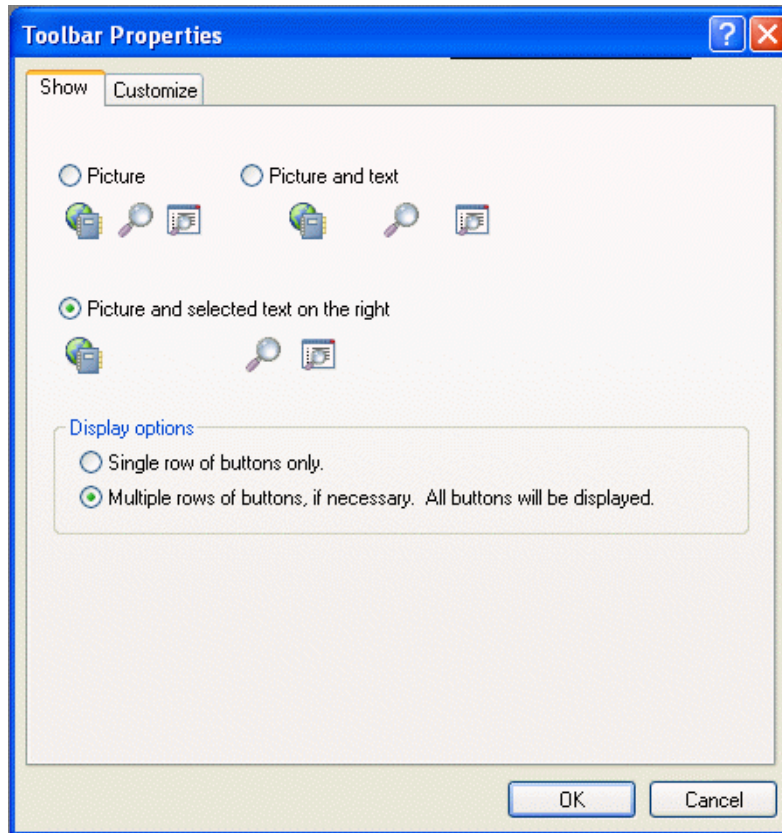 Toolbar Properties
Show Customize
Picture Picture and text
Picture and selected text on the right
Display options
Single row of buttons only.
Multiple rows of buttons, if necessary.  All buttons will be displayed.
OK Cancel